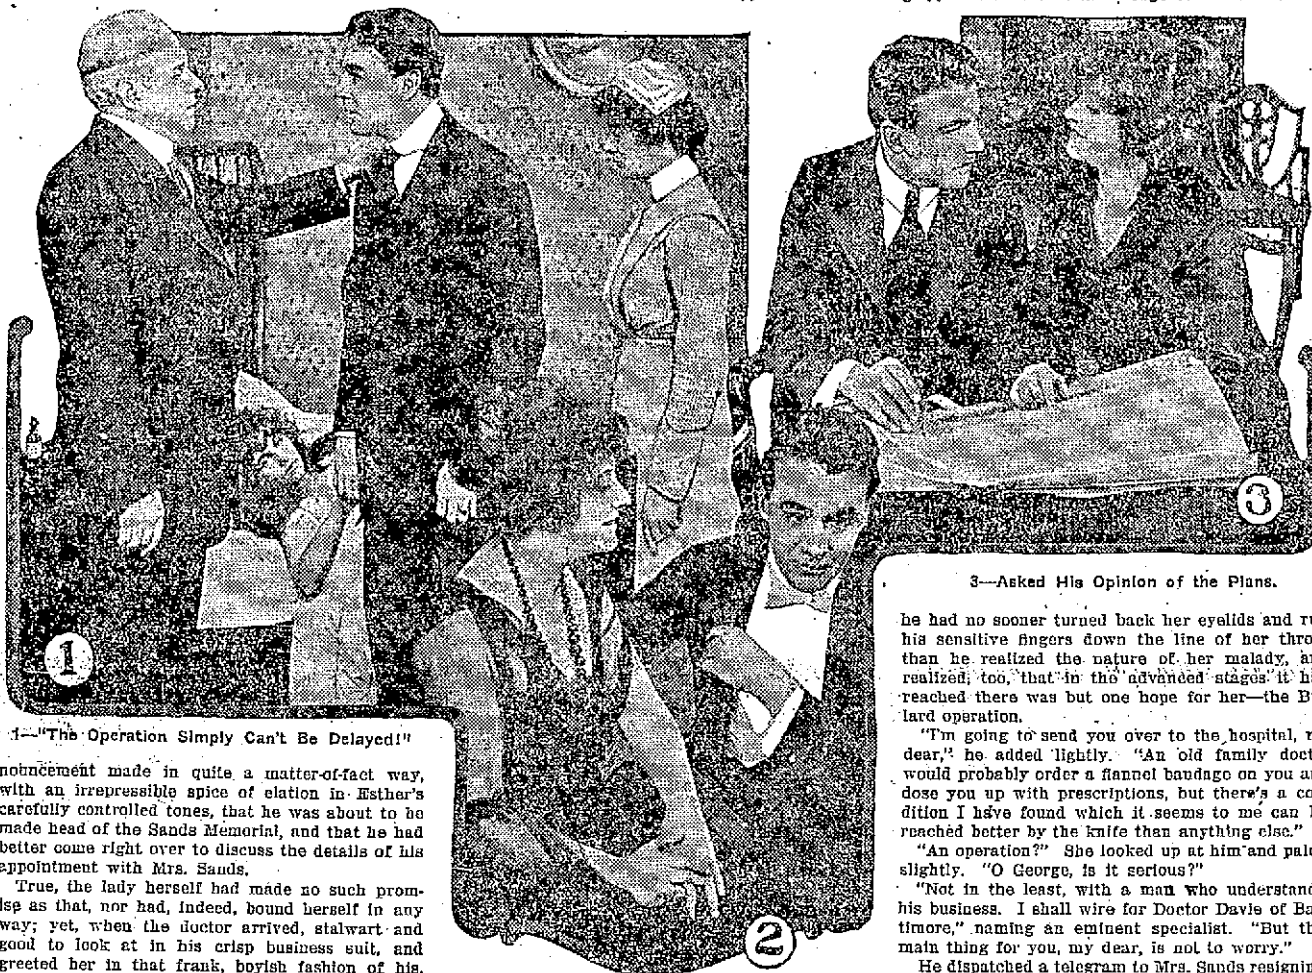 1
1—"The Operation Simply Can't Be Delayed!"
nouncement made in quite a matter-of-fact way,
with an irrepressible spice of elation in Esther's
carefully controlled tones, that he was about to be
made head of the Sands Memorial, and that he had
better come right over to discuss the details of his
appointment with Mrs. Sands.
True, the lady herself had made no such prom-
ise as that, nor had, indeed, bound herself in any
way; yet, when the doctor arrived, stalwart and
good to look at in his crisp business suit, and
greeted her in that frank, boyish fashion of his,
2
3
3—Asked His Opinion of the Plans.
he had no sooner turned back her eyelids and
his sensitive fingers down the line of her thro
than he realized the nature of her malady, a
realized, too, that in the advanced stages it h
reached there was but one hope for her—the B
lard operation.
"I'm going to send you over to the hospital,
dear," he added lightly. "An old family doct
would probably order a flannel bandage on you a
dose you up with prescriptions, but there's a co
dition I have found which it seems to me can
reached better by the knife than anything else."
"An operation?" She looked up at him and pal
slightly. "O George, is it serious?"
"Not in the least, with a man who understand
his business. I shall wire for Doctor Davie of Ba
timore," naming an eminent specialist. "But th
main thing for you, my dear, is not to worry."
He dispatched a telegram to Mrs. Sands resignin